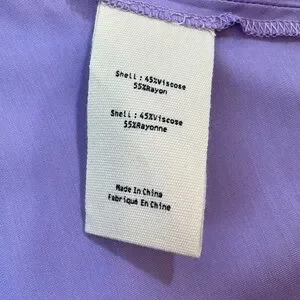 Shell: 45%Viscose
55%Rayon
Shell: 45%Viscose
55%Rayonne
Made In China
Fabriqué En Chine